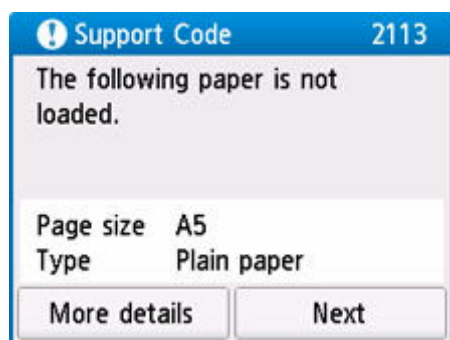 Support Code 2113
The following paper is not
loaded.
Page size A5
Type Plain paper
More details Next